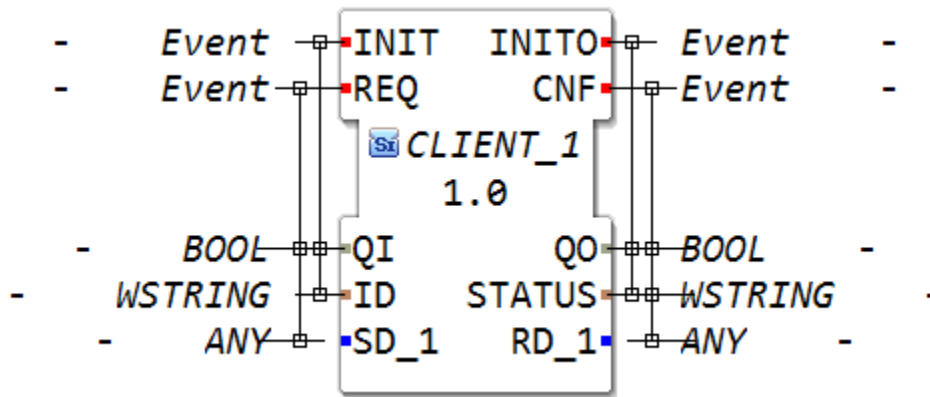 - Event INIT INITO Event -
- Event REQ CNF Event -
SI CLIENT_1
1.0
- BOOL QI QO BOOL -
- WSTRING ID STATUS WSTRING -
- ANY SD_1 RD_1 ANY -